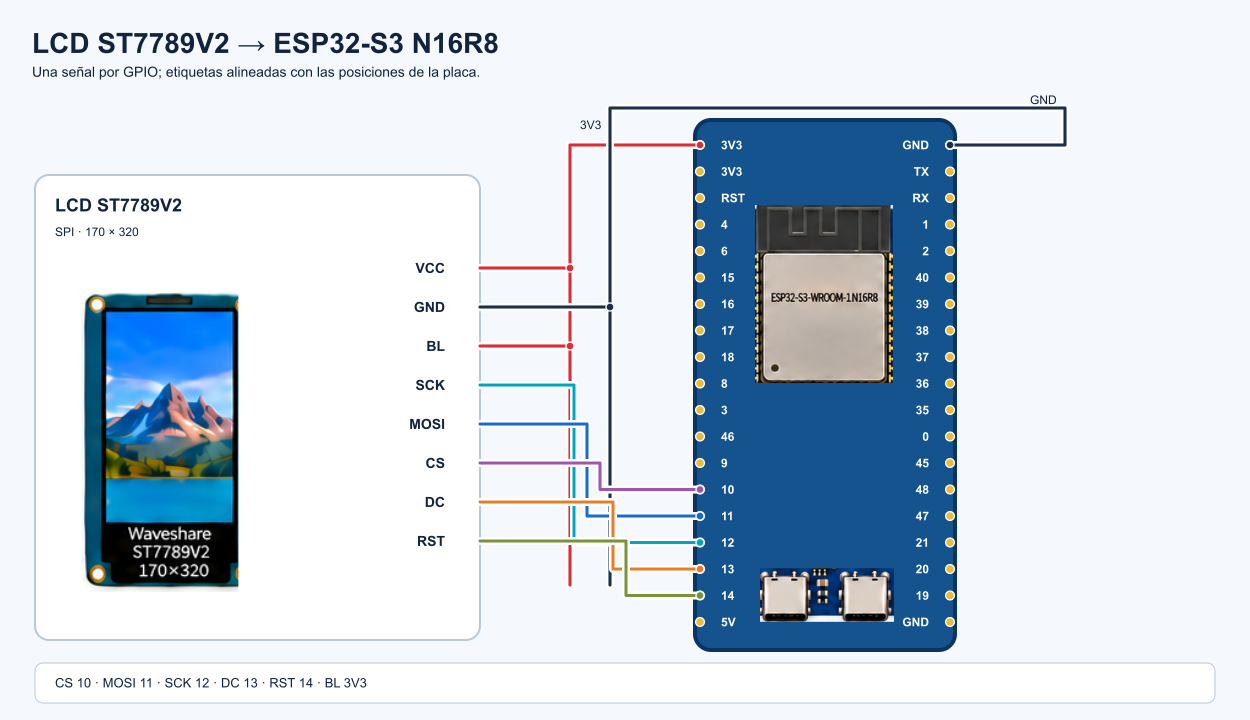 LCD ST7789V2 → ESP32-S3 N16R8
Una señal por GPIO; etiquetas alineadas con las posiciones de la placa.
GND
3V3
3V3 GND
3V3 TX
RST RX
4 1
6 2
15 40
16 39
17 38
18 37
8 36
3 35
46 0
9 45
10 48
11 47
12 21
13 20
14 19
5V GND
ESP32-S3-WROOM-1N16R8
LCD ST7789V2
SPI · 170 × 320
VCC
GND
BL
SCK
MOSI
CS
DC
RST
Waveshare
ST7789V2
170×320
CS 10 · MOSI 11 · SCK 12 · DC 13 · RST 14 · BL 3V3